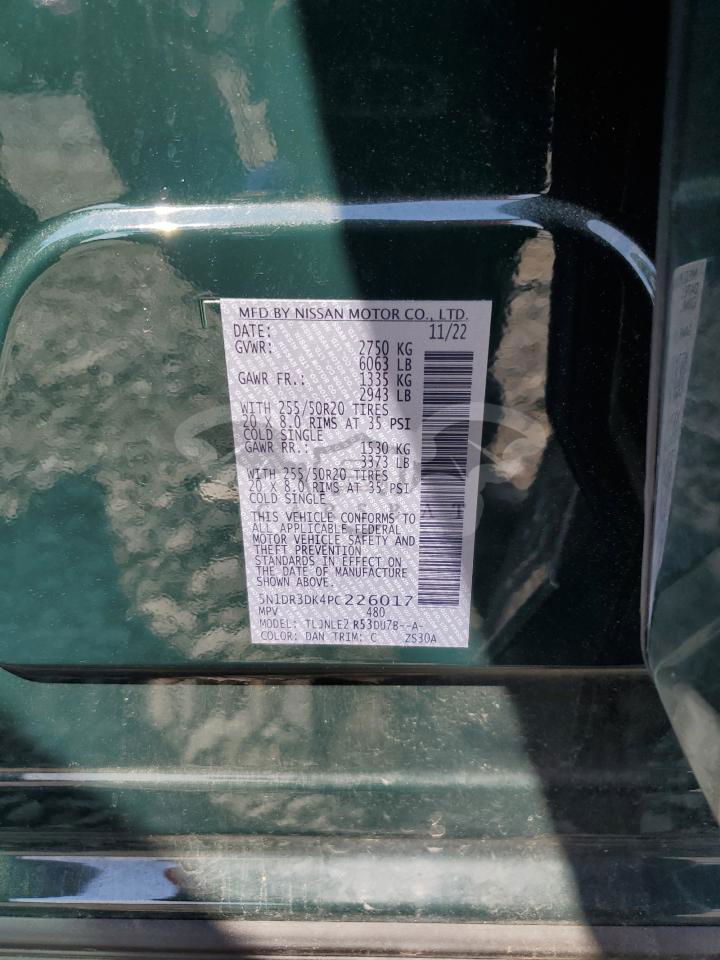 MFD BY NISSAN MOTOR CO., LTD.
DATE: 11/22
GVWR: 2750 KG
6063 LB
GAWR FR.: 1335 KG
2943 LB
WITH 255/50R20 TIRES
20 X 8.0 RIMS AT 35 PSI
COLD SINGLE
GAWR RR.: 1530 KG
3373 LB
WITH 255/50R20 TIRES
20 X 8.0 RIMS AT 35 PSI
COLD SINGLE
THIS VEHICLE CONFORMS TO
ALL APPLICABLE FEDERAL
MOTOR VEHICLE SAFETY AND
THEFT PREVENTION
STANDARDS IN EFFECT ON
THE DATE OF MANUFACTURE
SHOWN ABOVE.
5N1DR3DK4PC226017
MPV 480
MODEL: TLJNLE2 R53DU78--A-
COLOR: DAN TRIM: C ZS30A